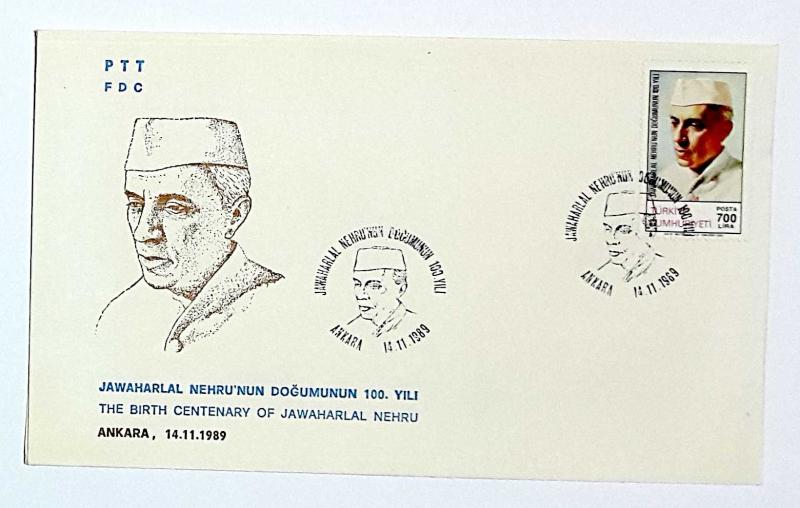 PTT
FDC
JAWAHARLAL NEHRU'NUN DOĞUMUNUN 100. YILI
POSTA
700
LİRA
TÜRKİYE
CUMHURİYETİ
JAWAHARLAL NEHRU'NUN DOĞUMUNUN 100 YILI
ANKARA 14.11.1989
JAWAHARLAL NEHRU'NUN DOĞUMUNUN 100 YILI
ANKARA 14.11.1989
JAWAHARLAL NEHRU'NUN DOĞUMUNUN 100. YILI
THE BIRTH CENTENARY OF JAWAHARLAL NEHRU
ANKARA, 14.11.1989